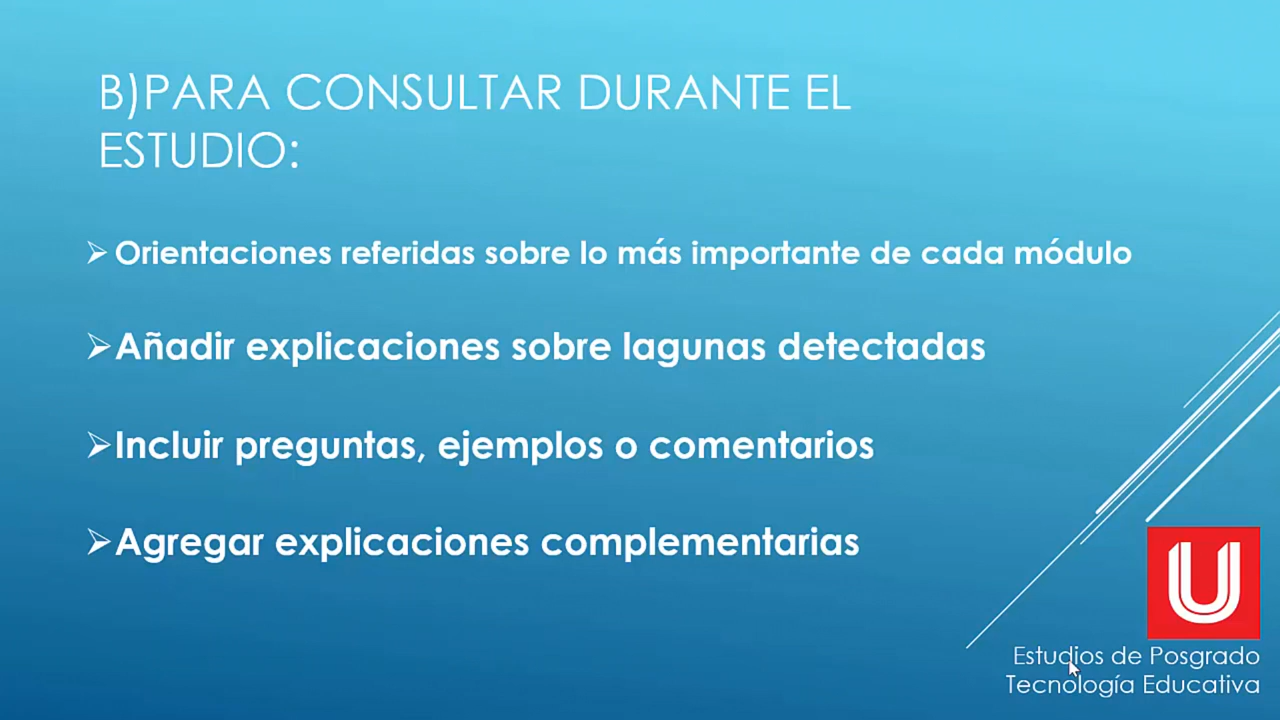 B)PARA CONSULTAR DURANTE EL
ESTUDIO:
Orientaciones referidas sobre lo más importante de cada módulo
Añadir explicaciones sobre lagunas detectadas
Incluir preguntas, ejemplos o comentarios
Agregar explicaciones complementarias
U
Estudios de Posgrado
Tecnología Educativa